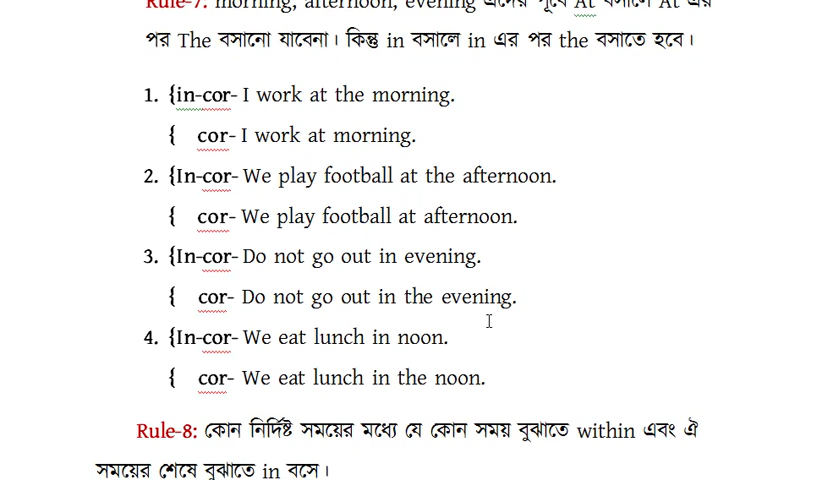 Rule-7: morning, afternoon, evening এদের পূর্বে At বসালে At এর
পর The বসানো যাবেনা। কিন্তু in বসালে in এর পর the বসাতে হবে।
1. {in-cor- I work at the morning.
{ cor- I work at morning.
2. {In-cor- We play football at the afternoon.
{ cor- We play football at afternoon.
3. {In-cor- Do not go out in evening.
{ cor- Do not go out in the evening.
4. {In-cor- We eat lunch in noon.
{ cor- We eat lunch in the noon.
Rule-8: কোন নির্দিষ্ট সময়ের মধ্যে যে কোন সময় বুঝাতে within এবং ঐ
সময়ের শেষে বুঝাতে in বসে।